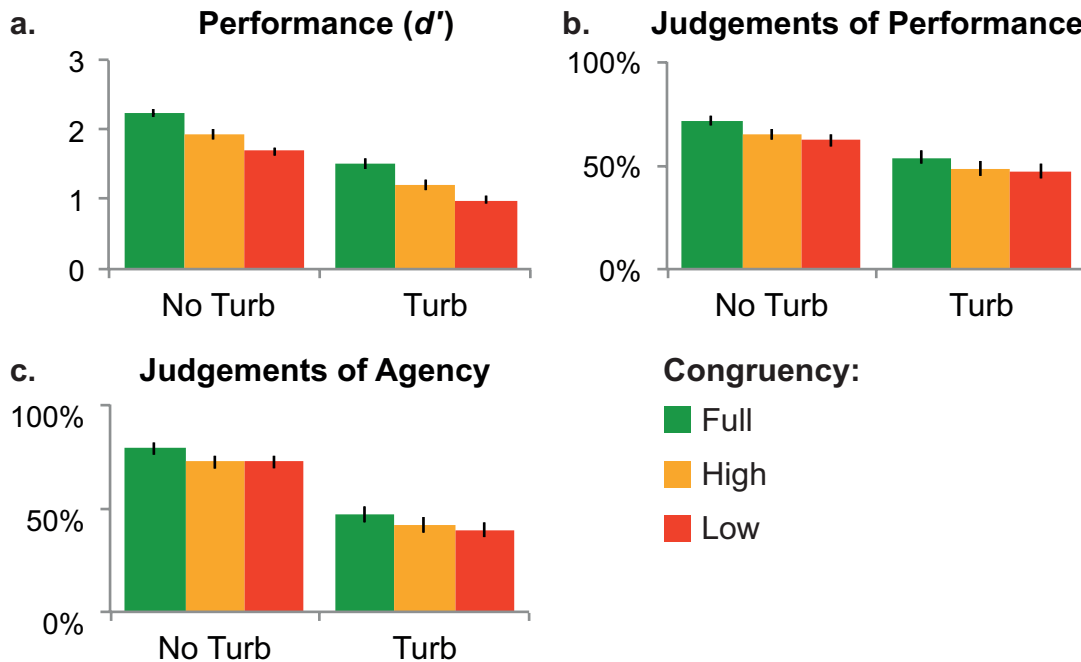 a. Performance (d')
3
2
1
0
No Turb Turb
b. Judgements of Performance
100%
50%
0%
No Turb Turb
c. Judgements of Agency
100%
50%
0%
No Turb Turb
Congruency:
Full
High
Low